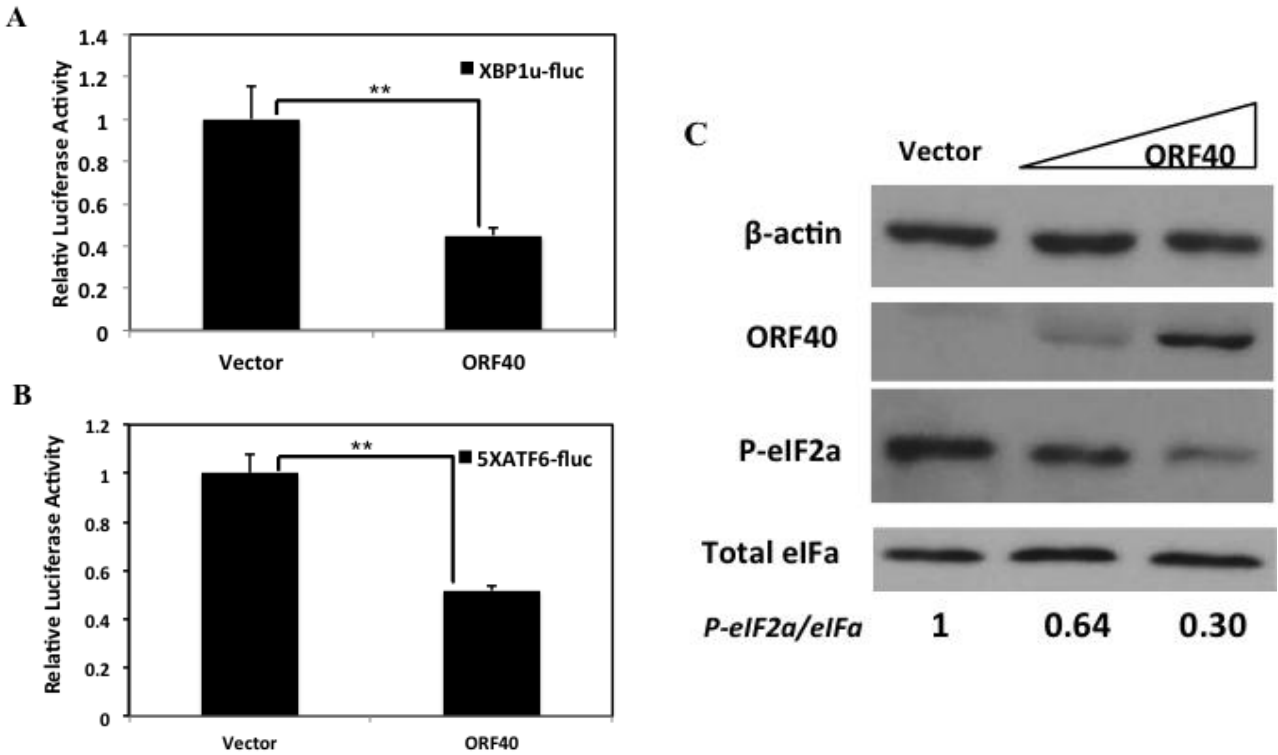 A
1.4
1.2
1
0.8
0.6
0.4
0.2
0
Relativ Luciferase Activity
XBP1u-fluc
**
Vector ORF40
B
1.2
1
0.8
0.6
0.4
0.2
0
Relative Luciferase Activity
5XATF6-fluc
**
Vector ORF40
C
Vector ORF40
β-actin
ORF40
P-eIF2a
Total eIFa
P-eIF2a/eIFa 1 0.64 0.30